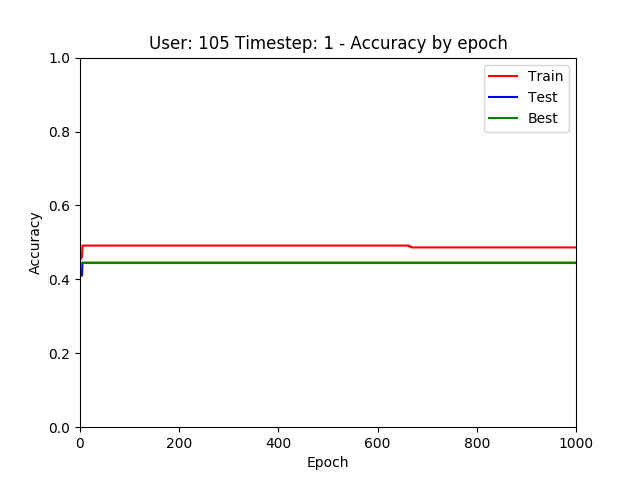 User: 105 Timestep: 1 - Accuracy by epoch
1.0
0.8
0.6
0.4
0.2
0.0
Accuracy
Train
Test
Best
0 200 400 600 800 1000
Epoch